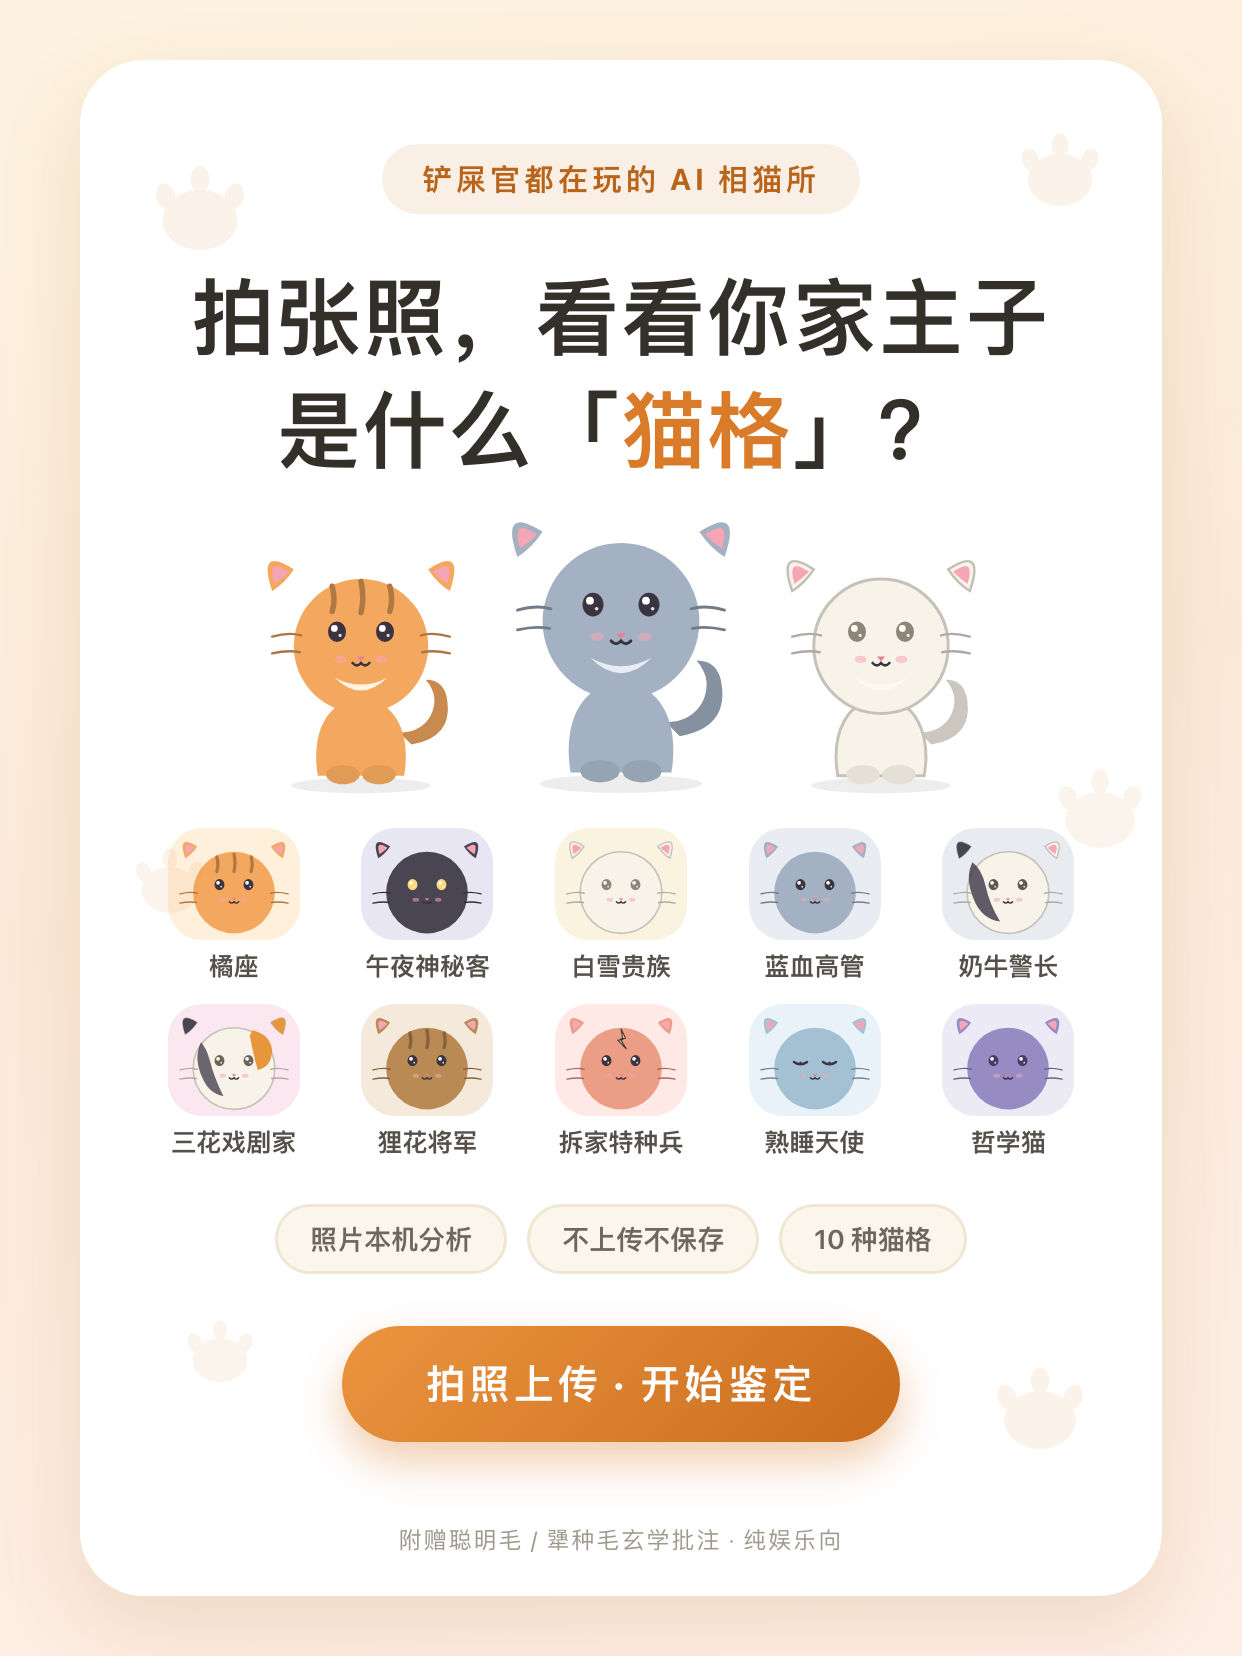 铲屎官都在玩的 AI 相猫所
拍张照，看看你家主子
是什么「猫格」？
橘座
午夜神秘客
白雪贵族
蓝血高管
奶牛警长
三花戏剧家
狸花将军
拆家特种兵
熟睡天使
哲学猫
照片本机分析
不上传不保存
10 种猫格
拍照上传 · 开始鉴定
附赠聪明毛 / 犟种毛玄学批注 · 纯娱乐向